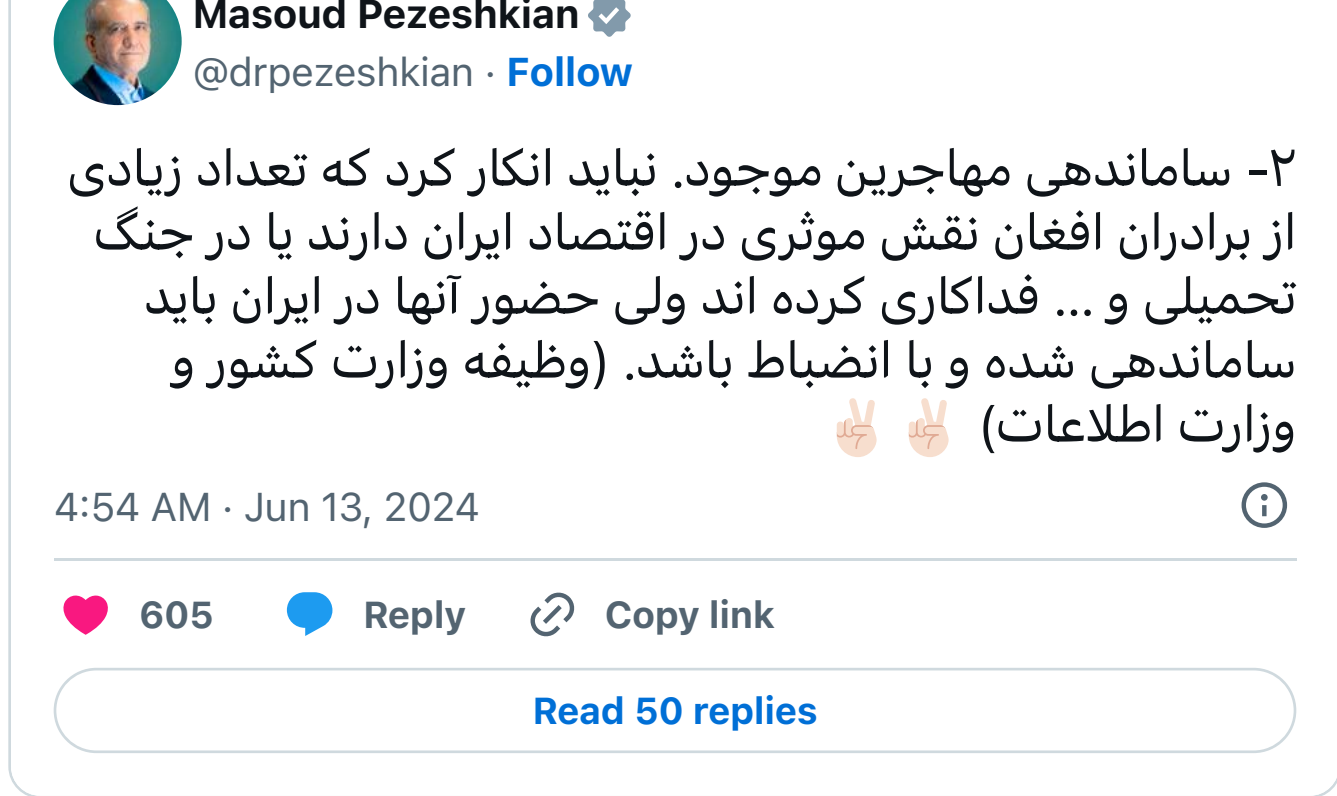 Masoud Pezeshkian
@drpezeshkian · Follow
۲- ساماندهی مهاجرین موجود. نباید انکار کرد که تعداد زیادی
از برادران افغان نقش موثری در اقتصاد ایران دارند یا در جنگ
تحمیلی و ... فداکاری کرده اند ولی حضور آنها در ایران باید
ساماندهی شده و با انضباط باشد. (وظیفه وزارت کشور و
وزارت اطلاعات) ✌🏻 ✌🏻
4:54 AM · Jun 13, 2024
605 Reply Copy link
Read 50 replies